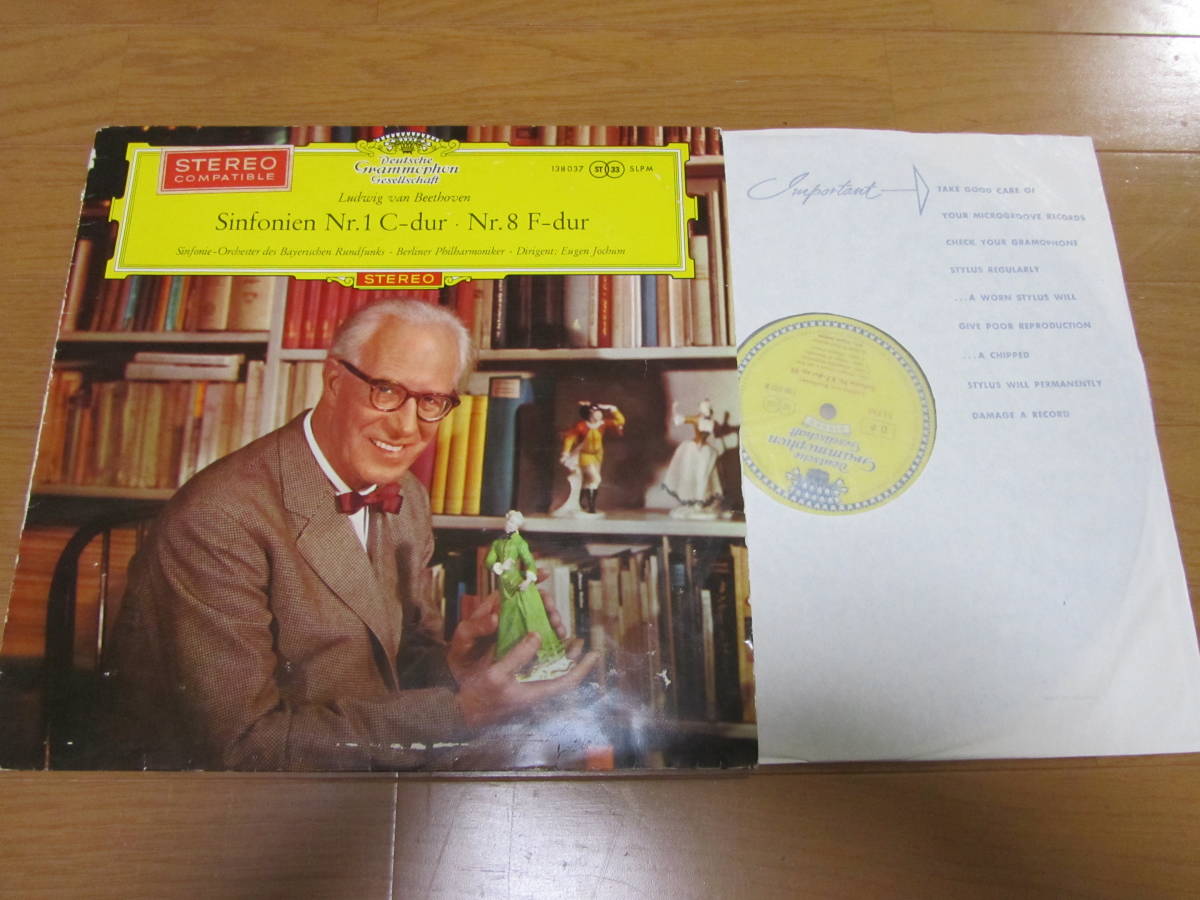 STEREO
COMPATIBLE
Deutsche
Grammophon
Gesellschaft
138037 ST 33 SLPM
Ludwig van Beethoven
Sinfonien Nr. 1 C-dur · Nr. 8 F-dur
Sinfonie-Orchester des Bayerischen Rundfunks · Berliner Philharmoniker · Dirigent: Eugen Jochum
STEREO
Important
TAKE GOOD CARE OF
YOUR MICROGROOVE RECORDS
CHECK YOUR GRAMOPHONE
STYLUS REGULARLY
...A WORN STYLUS WILL
GIVE POOR REPRODUCTION
...A CHIPPED
STYLUS WILL PERMANENTLY
DAMAGE A RECORD
Deutsche
Grammophon
Gesellschaft
STEREO